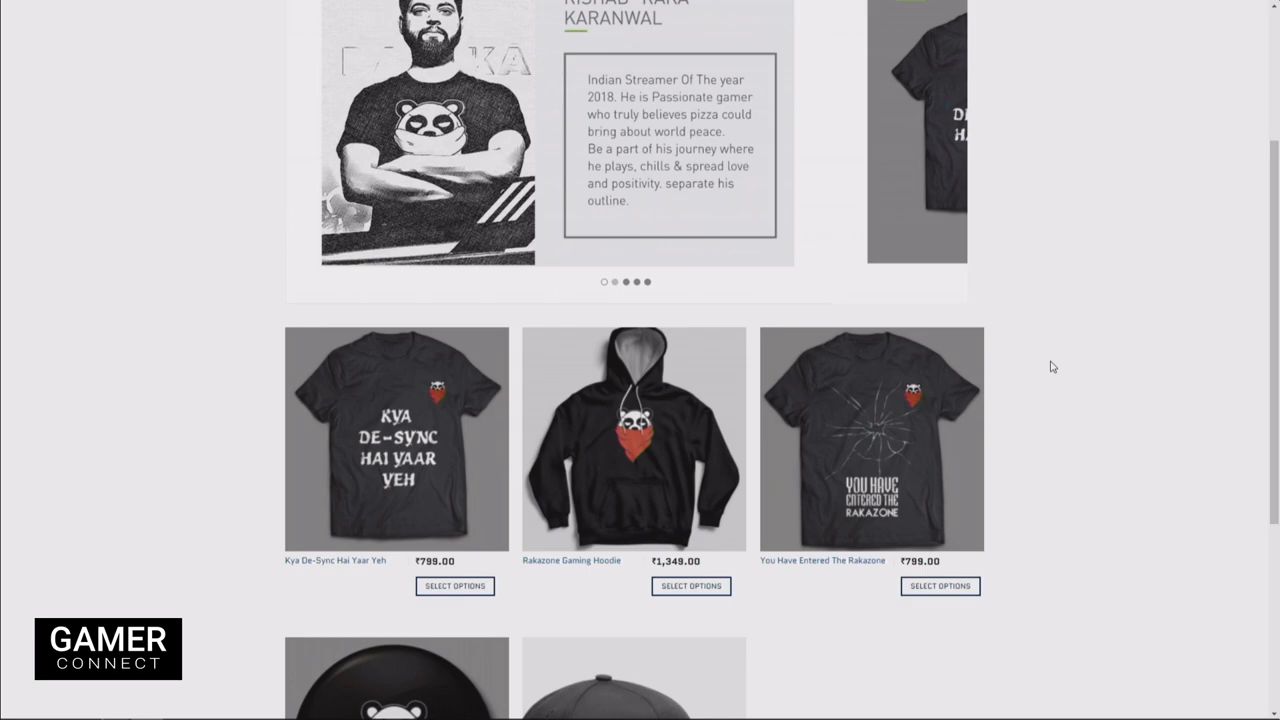 RISHAB "RAKA"
KARANWAL
RAKA
Indian Streamer Of The year
2018. He is Passionate gamer
who truly believes pizza could
bring about world peace.
Be a part of his journey where
he plays, chills & spread love
and positivity. separate his
outline.
KYA
DE-SYNC
HAI YAAR
YEH
YOU HAVE
ENTERED THE
RAKAZONE
Kya De-Sync Hai Yaar Yeh
₹799.00
Rakazone Gaming Hoodie
₹1,349.00
You Have Entered The Rakazone
₹799.00
SELECT OPTIONS
SELECT OPTIONS
SELECT OPTIONS
GAMER
CONNECT